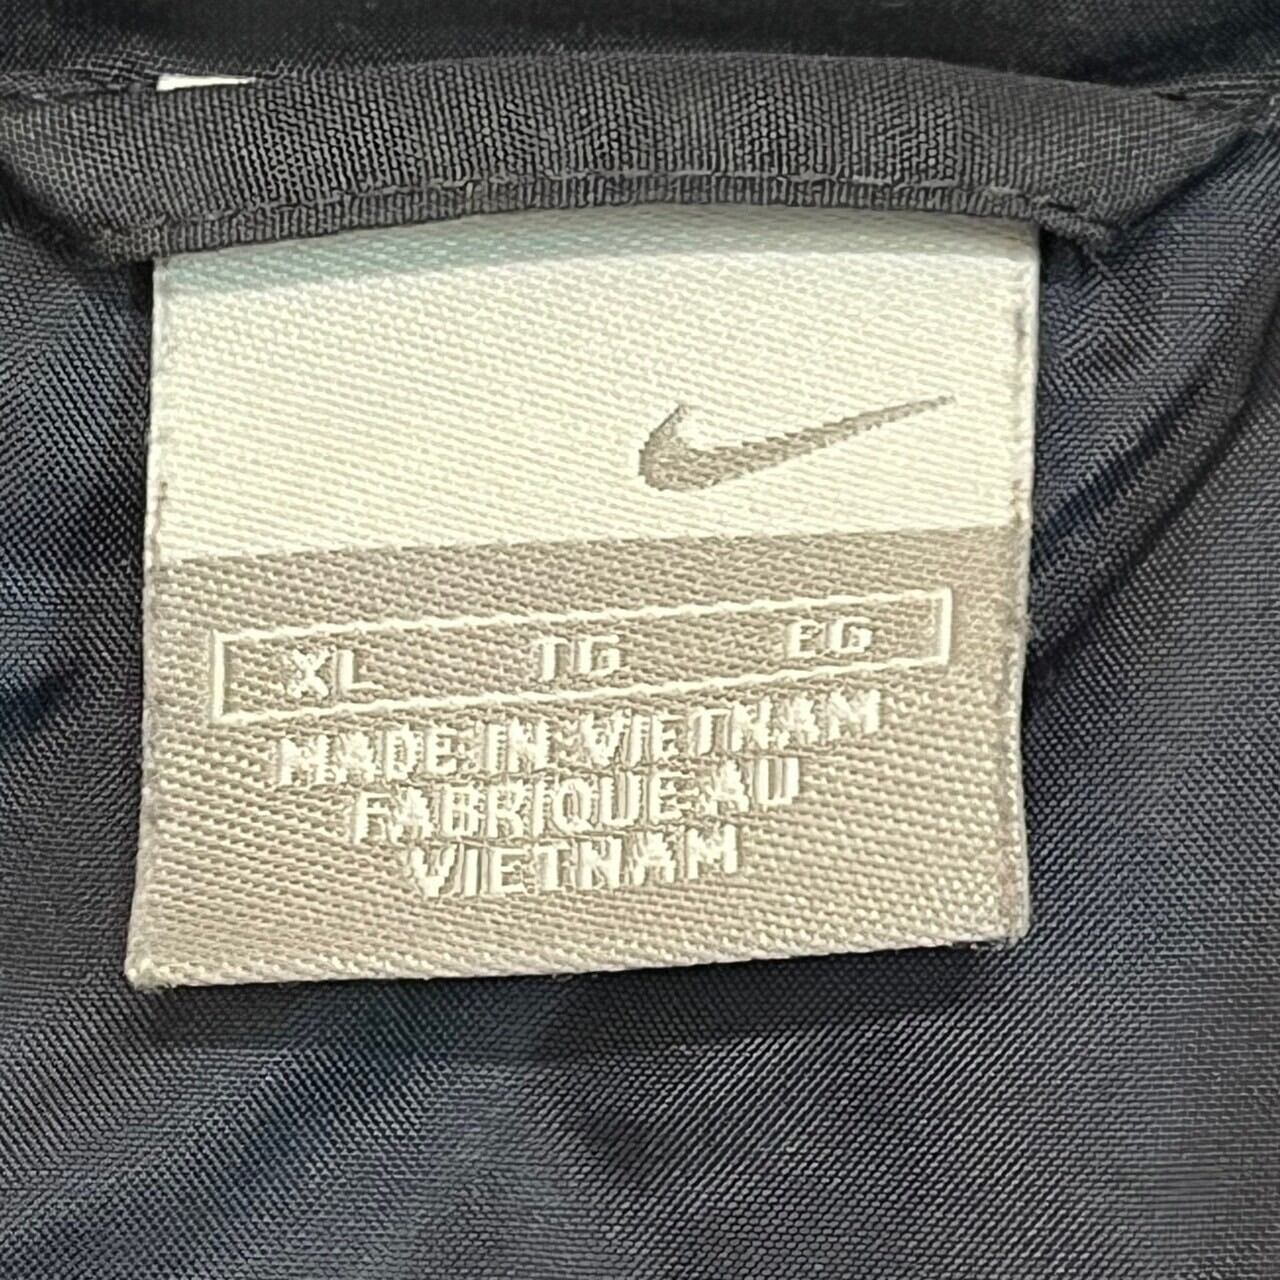 XL TG EG
MADE IN VIETNAM
FABRIQUE AU
VIETNAM